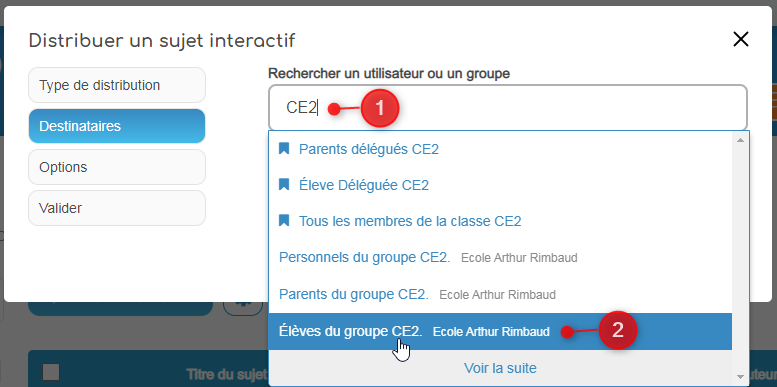 Distribuer un sujet interactif
Rechercher un utilisateur ou un groupe
Type de distribution
CE2
1
Destinataires
Parents délégués CE2
Options
Éleve Déléguée CE2
Valider
Tous les membres de la classe CE2
Personnels du groupe CE2. Ecole Arthur Rimbaud
Parents du groupe CE2. Ecole Arthur Rimbaud
Élèves du groupe CE2. Ecole Arthur Rimbaud
2
Voir la suite
Titre du sujet